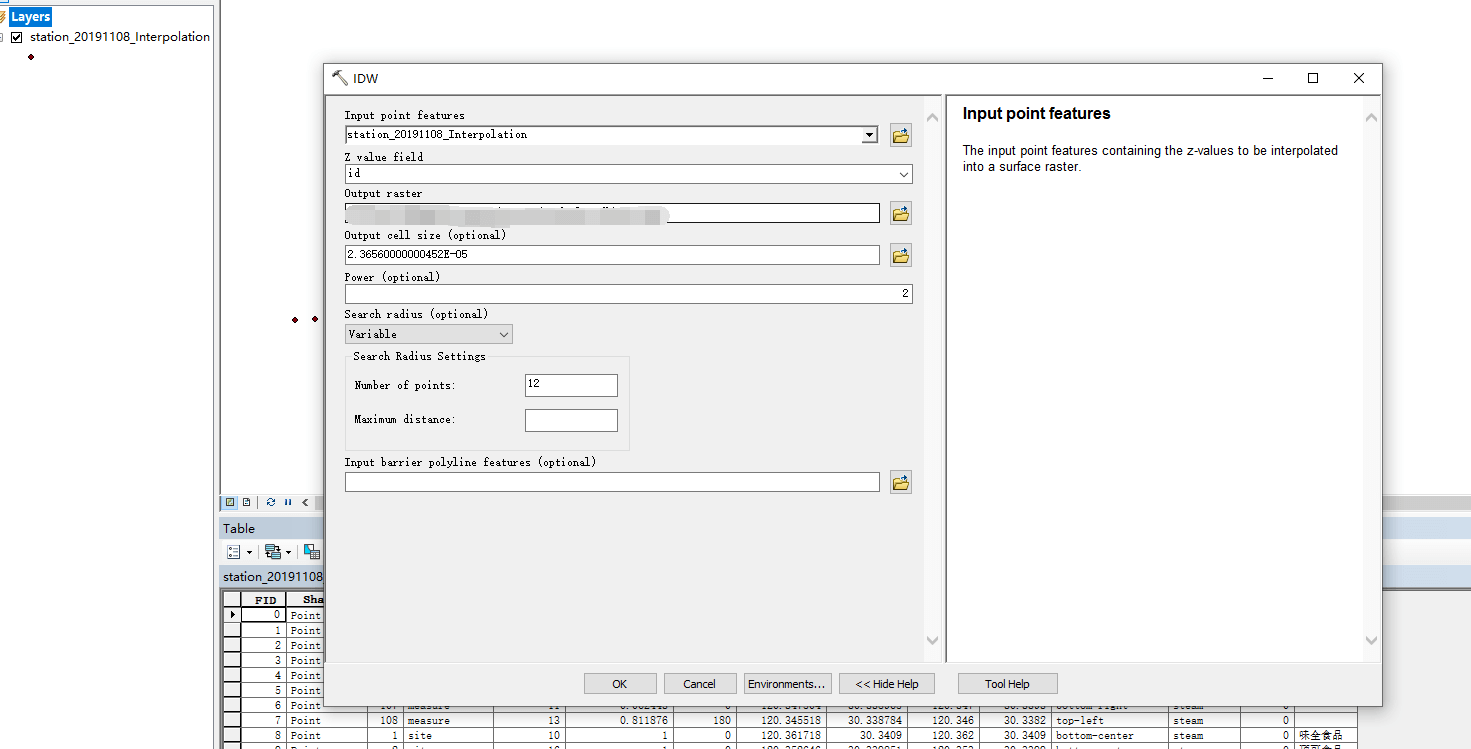 Layers
station_20191108_Interpolation
IDW
Input point features
station_20191108_Interpolation
Z value field
id
Output raster
Output cell size (optional)
2.36560000000452E-05
Power (optional)
2
Search radius (optional)
Variable
Search Radius Settings
Number of points:
12
Maximum distance:
Input barrier polyline features (optional)
OK
Cancel
Environments...
<< Hide Help
Tool Help
Input point features
The input point features containing the z-values to be interpolated
into a surface raster.
Table
station_20191108
FID Sha
0 Point
1 Point
2 Point
3 Point
4 Point
5 Point
6 Point
7 Point 108 measure 13 0.811876 180 120.345518 30.338784 120.346 30.3382 top-left steam 0
8 Point 1 site 10 1 0 120.361718 30.3409 120.362 30.3409 bottom-center steam 0 味全食品